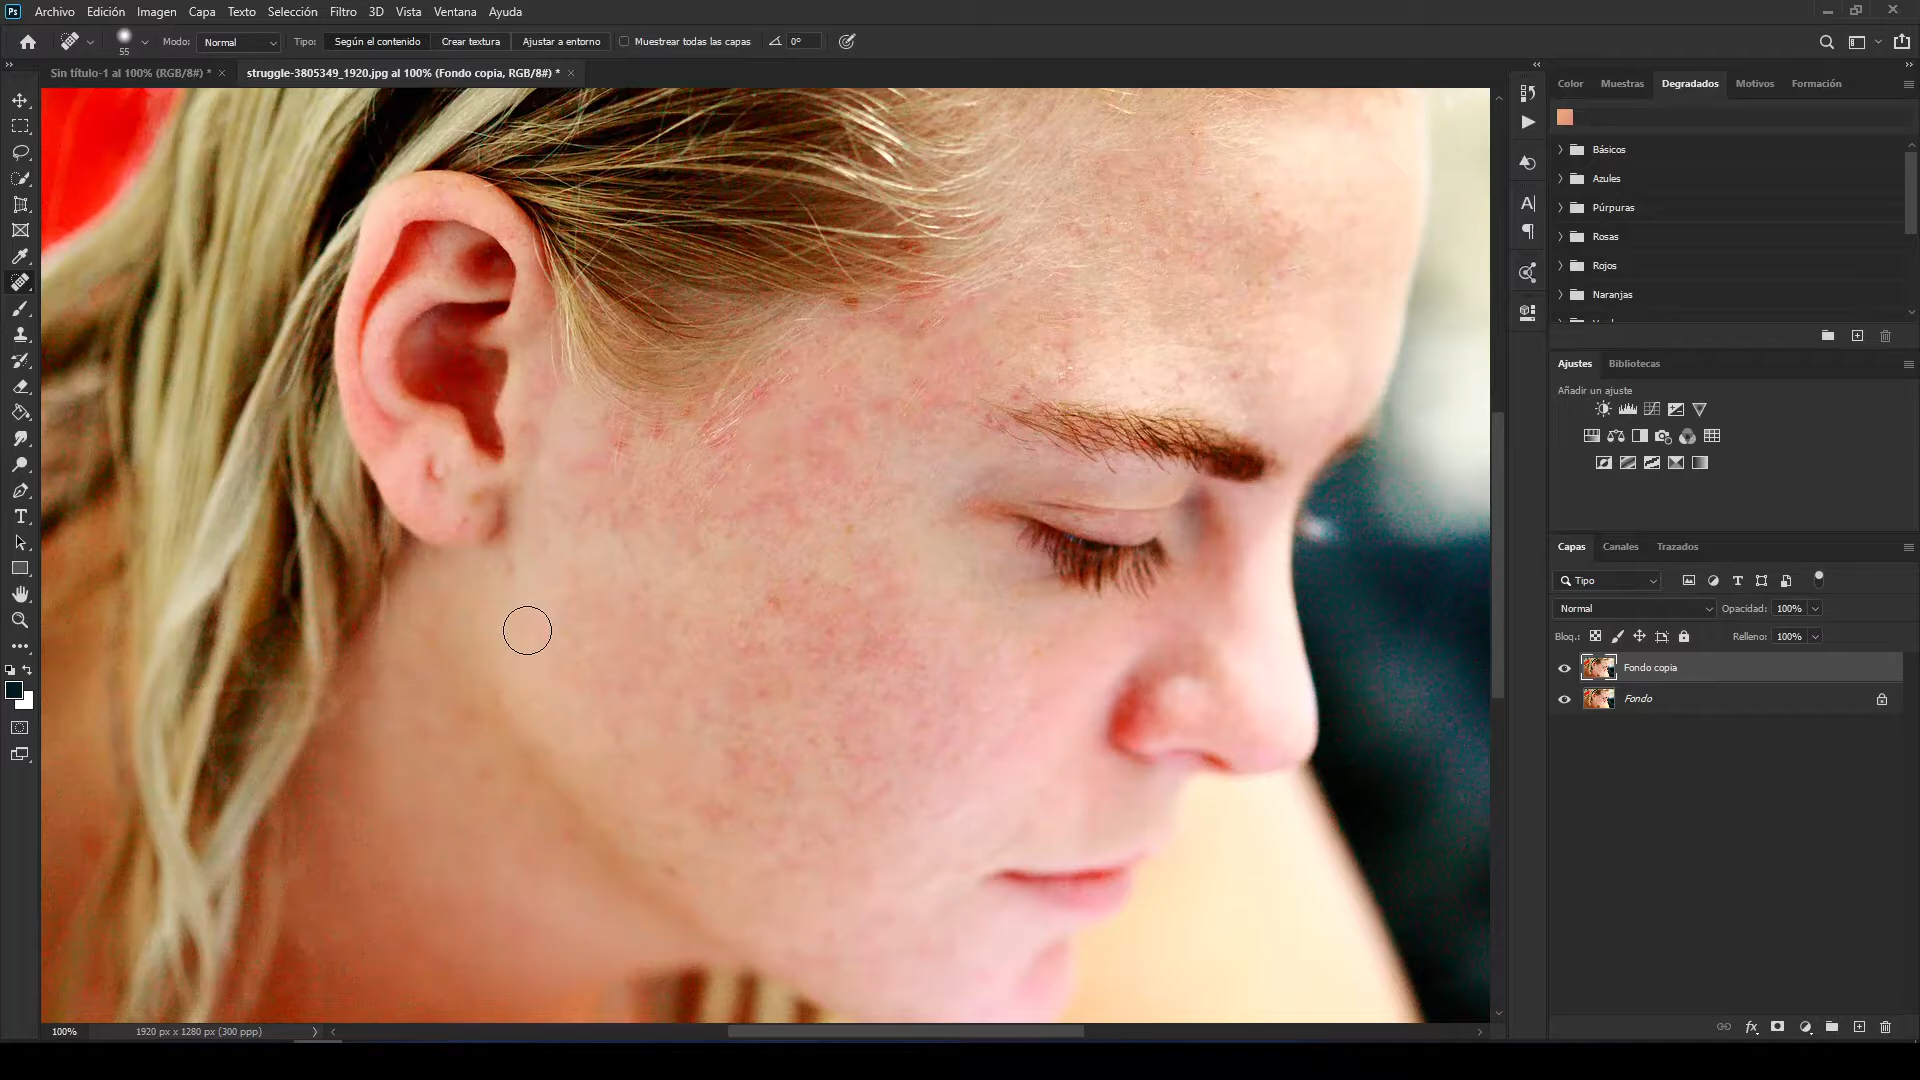 Ps Archivo Edición Imagen Capa Texto Selección Filtro 3D Vista Ventana Ayuda
55 Modo: Normal Tipo: Según el contenido Crear textura Ajustar a entorno Muestrear todas las capas 0°
Sin título-1 al 100% (RGB/8#) * × struggle-3805349_1920.jpg al 100% (Fondo copia, RGB/8#) * ×
Color Muestras Degradados Motivos Formación
Básicos
Azules
Púrpuras
Rosas
Rojos
Naranjas
Ajustes Bibliotecas
Añadir un ajuste
Capas Canales Trazados
Tipo
Normal Opacidad: 100%
Bloq.: Relleno: 100%
Fondo copia
Fondo
100% 1920 px x 1280 px (300 ppp)